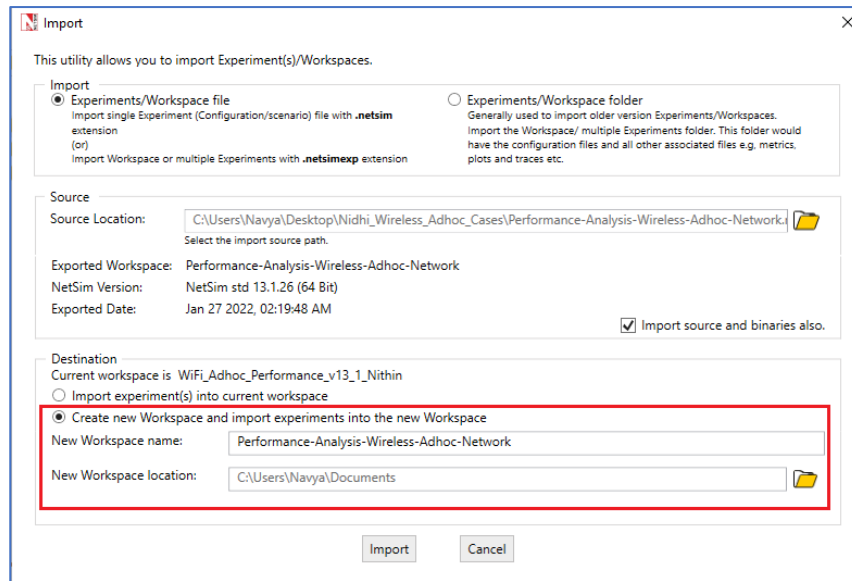 Import
This utility allows you to import Experiment(s)/Workspaces.
Import
Experiments/Workspace file
Import single Experiment (Configuration/scenario) file with .netsim
extension
(or)
Import Workspace or multiple Experiments with .netsimexp extension
Experiments/Workspace folder
Generally used to import older version Experiments/Workspaces.
Import the Workspace/ multiple Experiments folder. This folder would
have the configuration files and all other associated files e.g, metrics,
plots and traces etc.
Source
Source Location: C:\Users\Navya\Desktop\Nidhi_Wireless_Adhoc_Cases\Performance-Analysis-Wireless-Adhoc-Network.
Select the import source path.
Exported Workspace: Performance-Analysis-Wireless-Adhoc-Network
NetSim Version: NetSim std 13.1.26 (64 Bit)
Exported Date: Jan 27 2022, 02:19:48 AM
Import source and binaries also.
Destination
Current workspace is WiFi_Adhoc_Performance_v13_1_Nithin
Import experiment(s) into current workspace
Create new Workspace and import experiments into the new Workspace
New Workspace name: Performance-Analysis-Wireless-Adhoc-Network
New Workspace location: C:\Users\Navya\Documents
Import Cancel